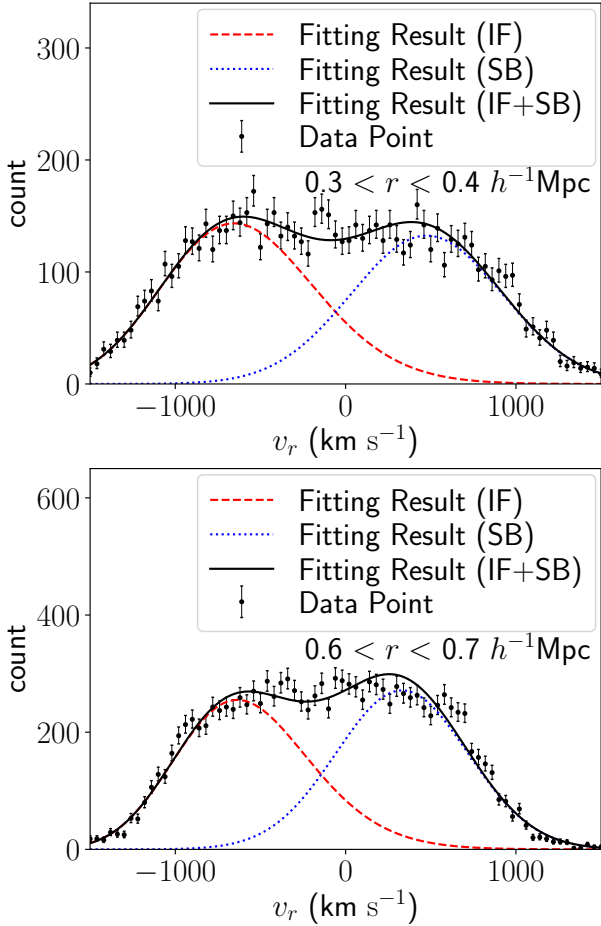 300
200
100
0
count
Fitting Result (IF)
Fitting Result (SB)
Fitting Result (IF+SB)
Data Point
0.3 < r < 0.4 h⁻¹Mpc
−1000 0 1000
v_r (km s⁻¹)
600
400
200
0
count
Fitting Result (IF)
Fitting Result (SB)
Fitting Result (IF+SB)
Data Point
0.6 < r < 0.7 h⁻¹Mpc
−1000 0 1000
v_r (km s⁻¹)